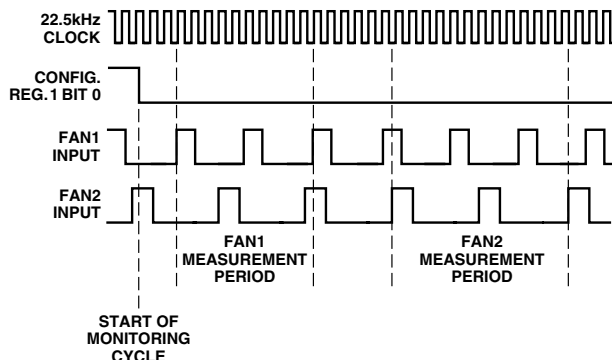 22.5kHz
CLOCK
CONFIG.
REG.1 BIT 0
FAN1
INPUT
FAN2
INPUT
FAN1
MEASUREMENT
PERIOD
FAN2
MEASUREMENT
PERIOD
START OF
MONITORING
CYCLE